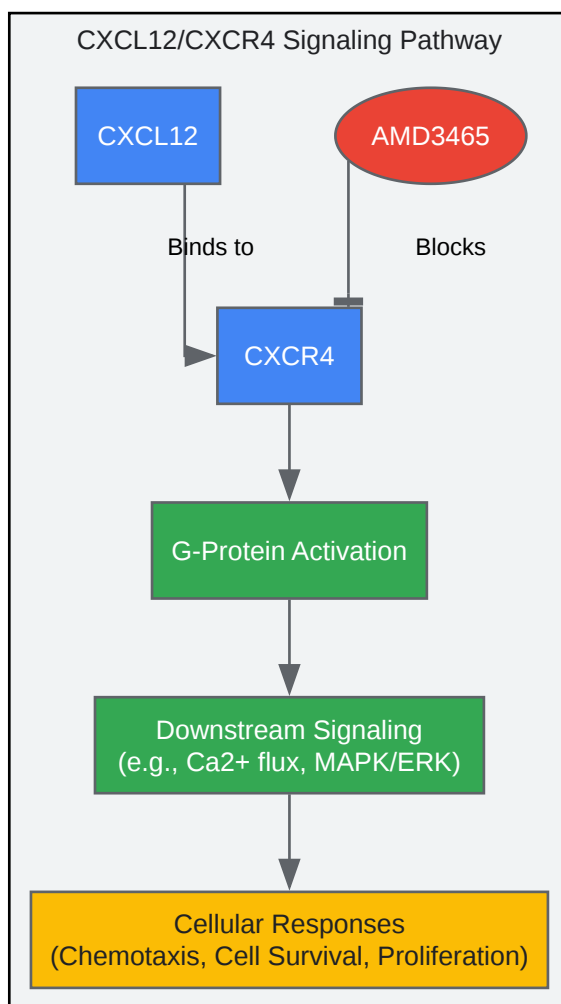 CXCL12/CXCR4 Signaling Pathway
CXCL12
AMD3465
Binds to
Blocks
CXCR4
G-Protein Activation
Downstream Signaling
(e.g., Ca2+ flux, MAPK/ERK)
Cellular Responses
(Chemotaxis, Cell Survival, Proliferation)